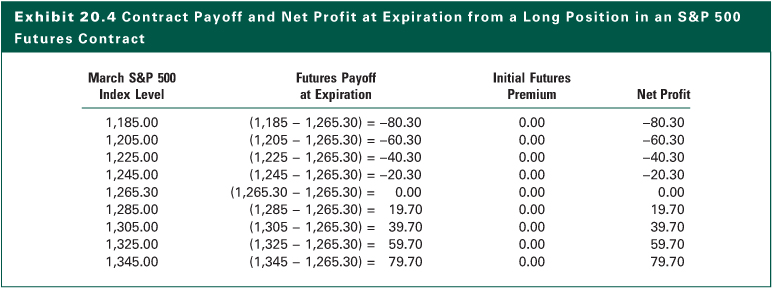 Exhibit 20.4 Contract Payoff and Net Profit at Expiration from a Long Position in an S&P 500
Futures Contract
March S&P 500 Futures Payoff Initial Futures
Index Level at Expiration Premium Net Profit
1,185.00 (1,185 – 1,265.30) = –80.30 0.00 –80.30
1,205.00 (1,205 – 1,265.30) = –60.30 0.00 –60.30
1,225.00 (1,225 – 1,265.30) = –40.30 0.00 –40.30
1,245.00 (1,245 – 1,265.30) = –20.30 0.00 –20.30
1,265.30 (1,265.30 – 1,265.30) = 0.00 0.00 0.00
1,285.00 (1,285 – 1,265.30) = 19.70 0.00 19.70
1,305.00 (1,305 – 1,265.30) = 39.70 0.00 39.70
1,325.00 (1,325 – 1,265.30) = 59.70 0.00 59.70
1,345.00 (1,345 – 1,265.30) = 79.70 0.00 79.70